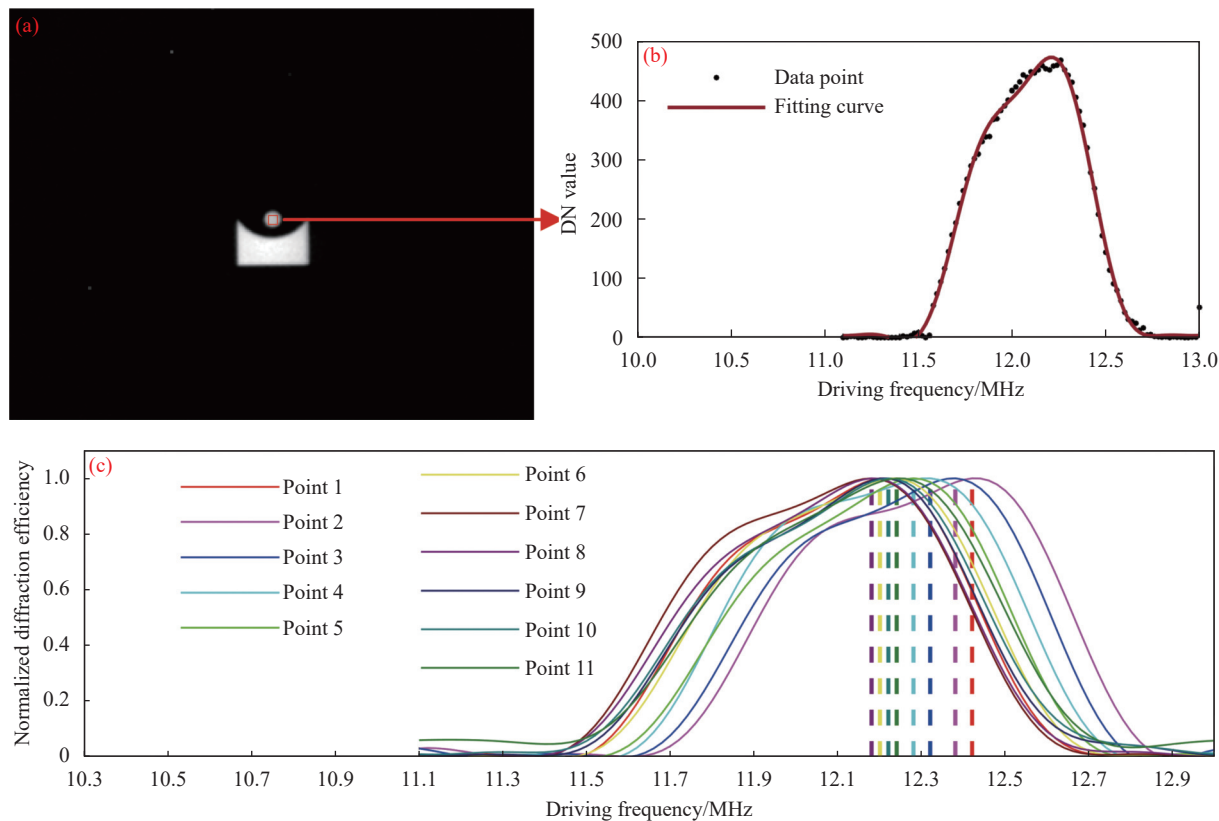 (a)
(b)
500
400
300
200
100
0
DN value
Data point
Fitting curve
10.0 10.5 11.0 11.5 12.0 12.5 13.0
Driving frequency/MHz
(c)
1.0
0.8
0.6
0.4
0.2
0
Normalized diffraction efficiency
Point 1
Point 2
Point 3
Point 4
Point 5
Point 6
Point 7
Point 8
Point 9
Point 10
Point 11
10.3 10.5 10.7 10.9 11.1 11.3 11.5 11.7 11.9 12.1 12.3 12.5 12.7 12.9
Driving frequency/MHz